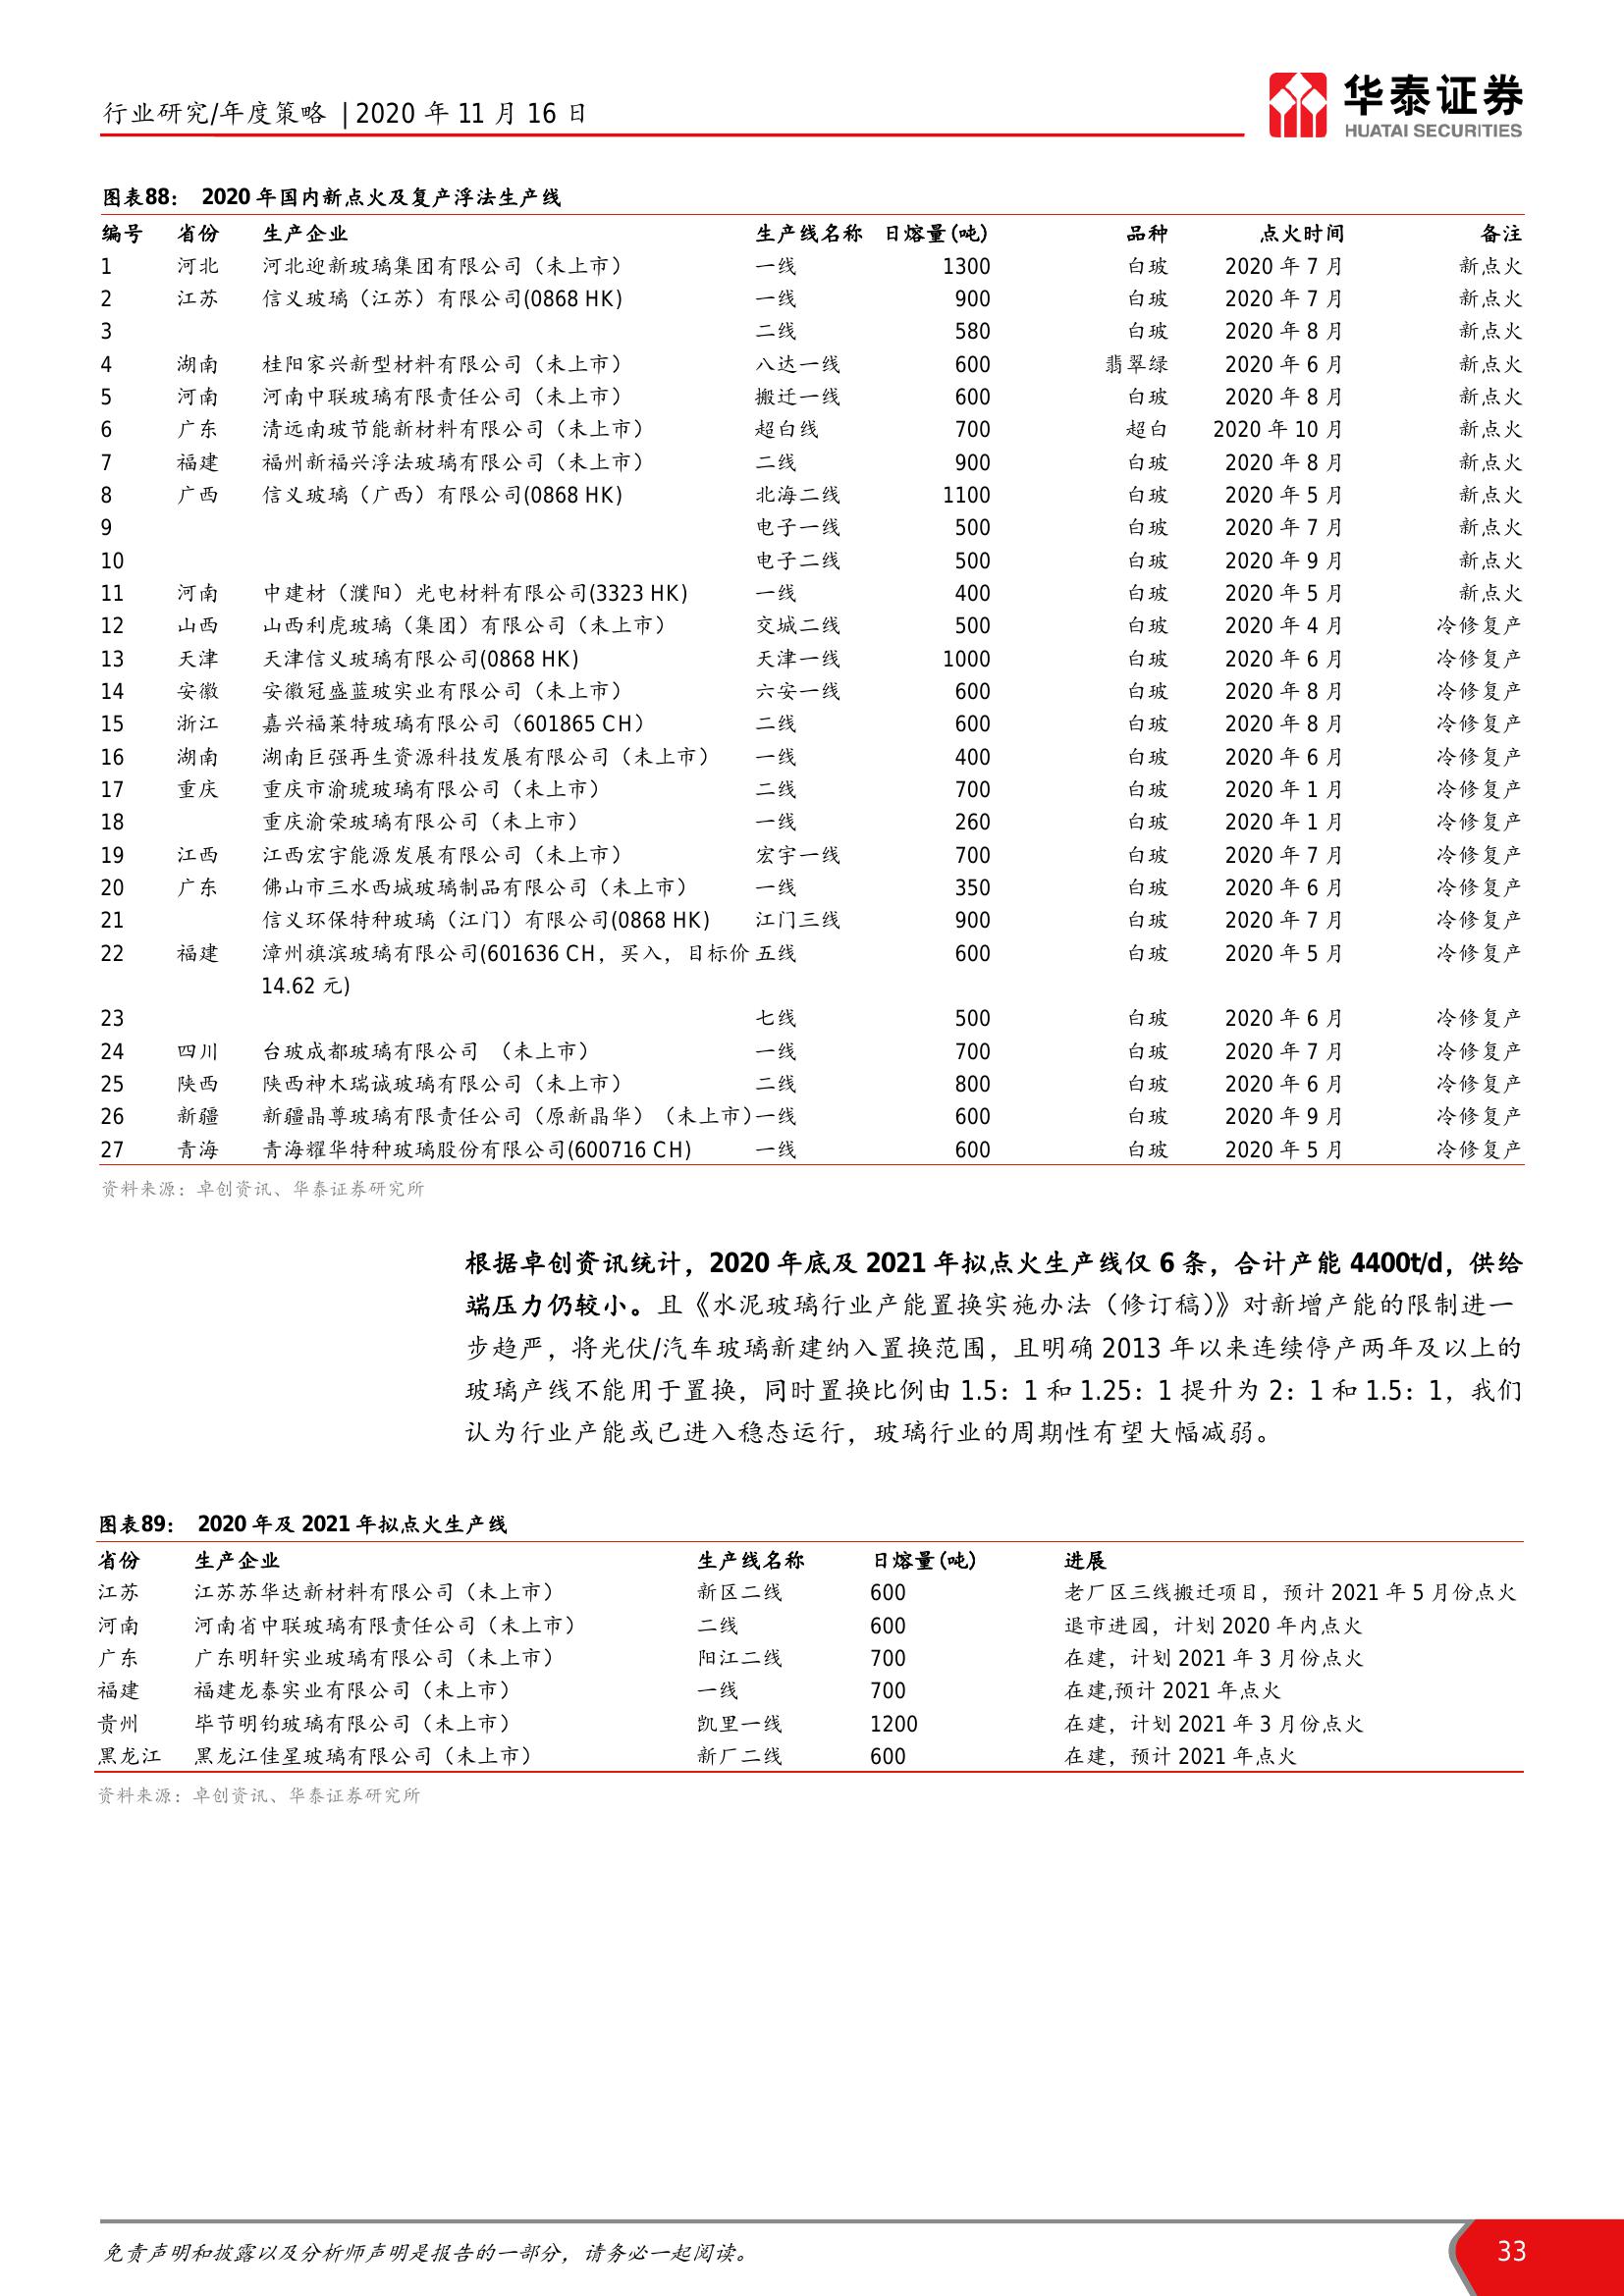 行业研究/年度策略 | 2020 年 11 月 16 日
华泰证券
HUATAI SECURITIES
图表88： 2020 年国内新点火及复产浮法生产线
编号 省份 生产企业 生产线名称 日熔量(吨) 品种 点火时间 备注
1 河北 河北迎新玻璃集团有限公司（未上市） 一线 1300 白玻 2020 年 7 月 新点火
2 江苏 信义玻璃（江苏）有限公司(0868 HK) 一线 900 白玻 2020 年 7 月 新点火
3 二线 580 白玻 2020 年 8 月 新点火
4 湖南 桂阳家兴新型材料有限公司（未上市） 八达一线 600 翡翠绿 2020 年 6 月 新点火
5 河南 河南中联玻璃有限责任公司（未上市） 搬迁一线 600 白玻 2020 年 8 月 新点火
6 广东 清远南玻节能新材料有限公司（未上市） 超白线 700 超白 2020 年 10 月 新点火
7 福建 福州新福兴浮法玻璃有限公司（未上市） 二线 900 白玻 2020 年 8 月 新点火
8 广西 信义玻璃（广西）有限公司(0868 HK) 北海二线 1100 白玻 2020 年 5 月 新点火
9 电子一线 500 白玻 2020 年 7 月 新点火
10 电子二线 500 白玻 2020 年 9 月 新点火
11 河南 中建材（濮阳）光电材料有限公司(3323 HK) 一线 400 白玻 2020 年 5 月 新点火
12 山西 山西利虎玻璃（集团）有限公司（未上市） 交城二线 500 白玻 2020 年 4 月 冷修复产
13 天津 天津信义玻璃有限公司(0868 HK) 天津一线 1000 白玻 2020 年 6 月 冷修复产
14 安徽 安徽冠盛蓝玻实业有限公司（未上市） 六安一线 600 白玻 2020 年 8 月 冷修复产
15 浙江 嘉兴福莱特玻璃有限公司（601865 CH） 二线 600 白玻 2020 年 8 月 冷修复产
16 湖南 湖南巨强再生资源科技发展有限公司（未上市） 一线 400 白玻 2020 年 6 月 冷修复产
17 重庆 重庆市渝琥玻璃有限公司（未上市） 二线 700 白玻 2020 年 1 月 冷修复产
18 重庆渝荣玻璃有限公司（未上市） 一线 260 白玻 2020 年 1 月 冷修复产
19 江西 江西宏宇能源发展有限公司（未上市） 宏宇一线 700 白玻 2020 年 7 月 冷修复产
20 广东 佛山市三水西城玻璃制品有限公司（未上市） 一线 350 白玻 2020 年 6 月 冷修复产
21 信义环保特种玻璃（江门）有限公司(0868 HK) 江门三线 900 白玻 2020 年 7 月 冷修复产
22 福建 漳州旗滨玻璃有限公司(601636 CH，买入，目标价 五线 600 白玻 2020 年 5 月 冷修复产
14.62 元)
23 七线 500 白玻 2020 年 6 月 冷修复产
24 四川 台玻成都玻璃有限公司 （未上市） 一线 700 白玻 2020 年 7 月 冷修复产
25 陕西 陕西神木瑞诚玻璃有限公司（未上市） 二线 800 白玻 2020 年 6 月 冷修复产
26 新疆 新疆晶尊玻璃有限责任公司（原新晶华）（未上市） 一线 600 白玻 2020 年 9 月 冷修复产
27 青海 青海耀华特种玻璃股份有限公司(600716 CH) 一线 600 白玻 2020 年 5 月 冷修复产
资料来源：卓创资讯、华泰证券研究所
根据卓创资讯统计，2020 年底及 2021 年拟点火生产线仅 6 条，合计产能 4400t/d，供给
端压力仍较小。且《水泥玻璃行业产能置换实施办法（修订稿）》对新增产能的限制进一
步趋严，将光伏/汽车玻璃新建纳入置换范围，且明确 2013 年以来连续停产两年及以上的
玻璃产线不能用于置换，同时置换比例由 1.5：1 和 1.25：1 提升为 2：1 和 1.5：1，我们
认为行业产能或已进入稳态运行，玻璃行业的周期性有望大幅减弱。
图表89： 2020 年及 2021 年拟点火生产线
省份 生产企业 生产线名称 日熔量(吨) 进展
江苏 江苏苏华达新材料有限公司（未上市） 新区二线 600 老厂区三线搬迁项目，预计 2021 年 5 月份点火
河南 河南省中联玻璃有限责任公司（未上市） 二线 600 退市进园，计划 2020 年内点火
广东 广东明轩实业玻璃有限公司（未上市） 阳江二线 700 在建，计划 2021 年 3 月份点火
福建 福建龙泰实业有限公司（未上市） 一线 700 在建,预计 2021 年点火
贵州 毕节明钧玻璃有限公司（未上市） 凯里一线 1200 在建，计划 2021 年 3 月份点火
黑龙江 黑龙江佳星玻璃有限公司（未上市） 新厂二线 600 在建，预计 2021 年点火
资料来源：卓创资讯、华泰证券研究所
免责声明和披露以及分析师声明是报告的一部分，请务必一起阅读。
33